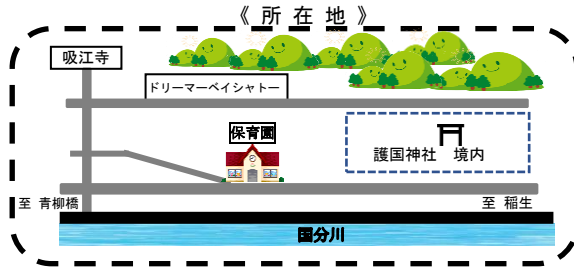 《 所 在 地 》
吸江寺
ドリーマーベイシャトー
保育園
護国神社 境内
至 青柳橋
至 稲生
国分川